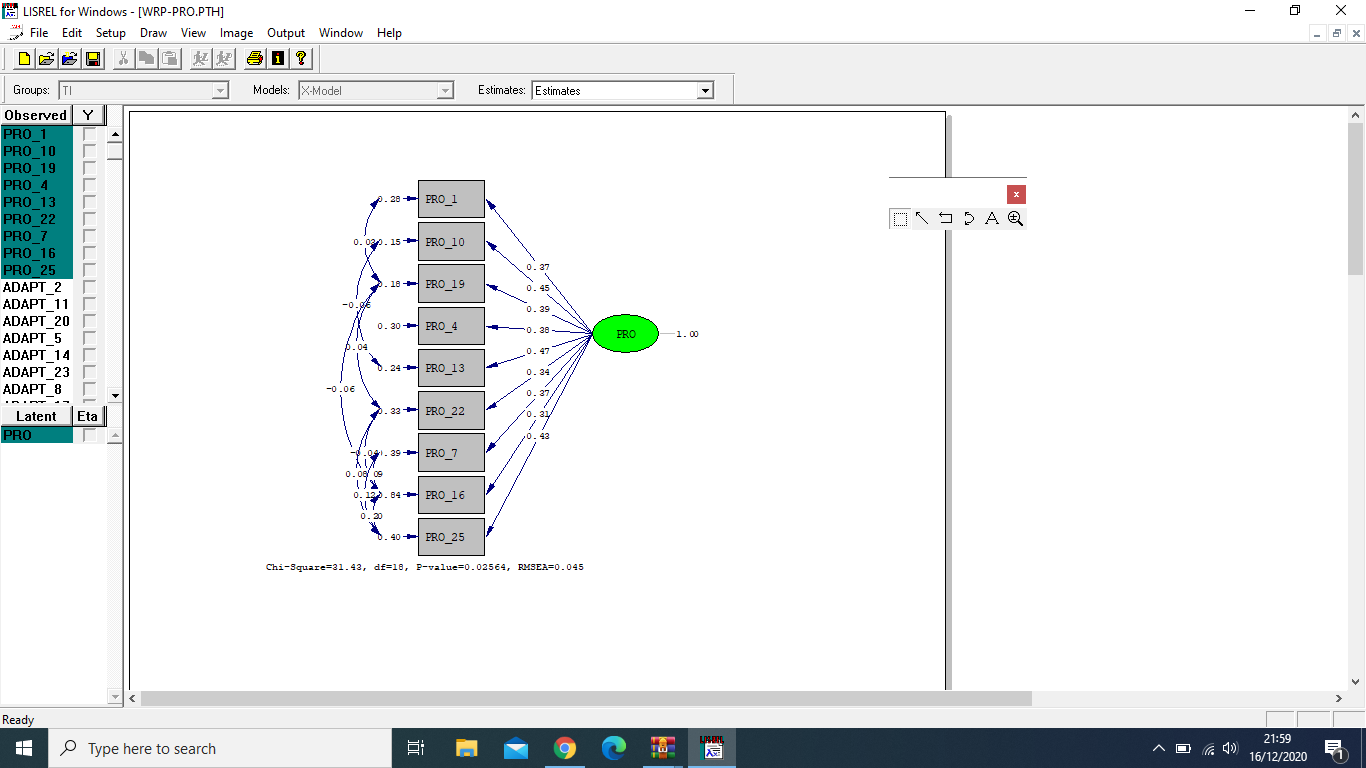 LISREL for Windows - [WRP-PRO.PTH]
File Edit Setup Draw View Image Output Window Help
Groups: TI Models: X-Model Estimates: Estimates
Observed Y
PRO_1
PRO_10
PRO_19
PRO_4
PRO_13
PRO_22
PRO_7
PRO_16
PRO_25
ADAPT_2
ADAPT_11
ADAPT_20
ADAPT_5
ADAPT_14
ADAPT_23
ADAPT_8
Latent Eta
PRO
0.28 PRO_1
0.15 PRO_10
0.18 PRO_19
0.30 PRO_4
0.24 PRO_13
0.33 PRO_22
PRO_7
0.84 PRO_16
0.40 PRO_25
0.04
-0.06
0.20
0.37
0.45
0.39
0.38
0.47
0.34
0.37
0.31
0.43
PRO 1.00
Chi-Square=31.43, df=18, P-value=0.02564, RMSEA=0.045
A
Ready
Type here to search
21:59
16/12/2020
1